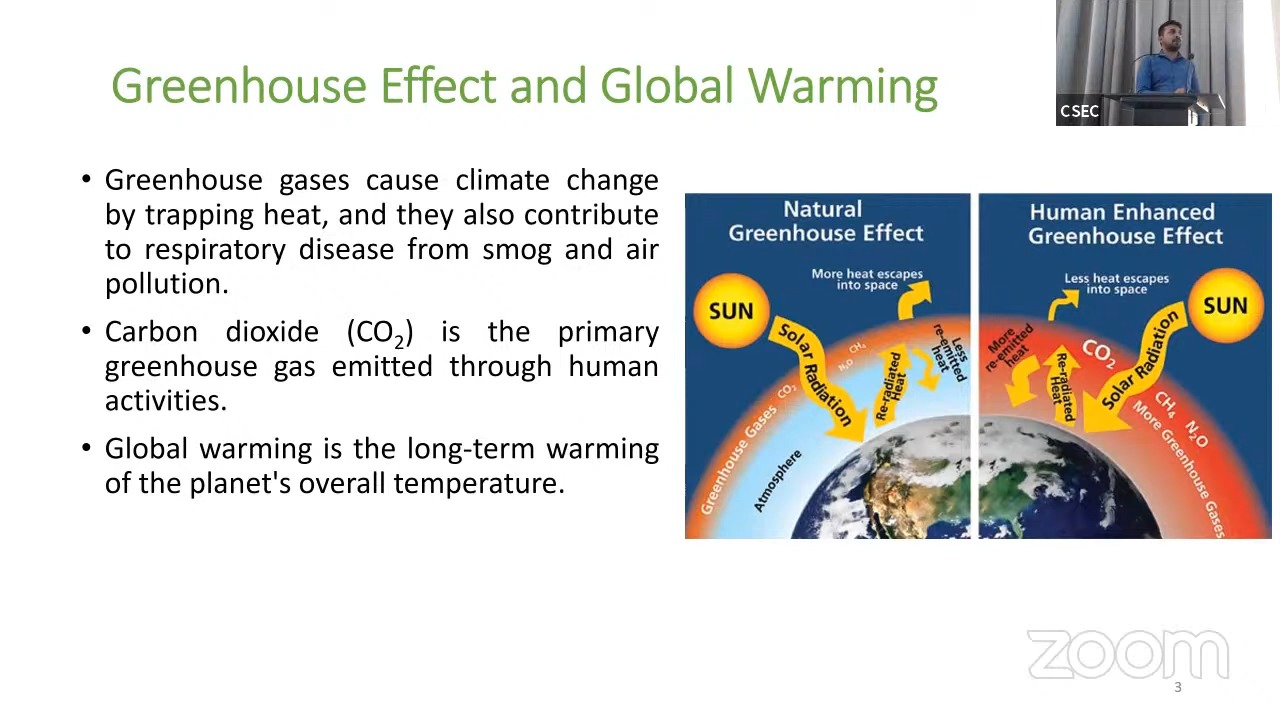 Greenhouse Effect and Global Warming
CSEC
• Greenhouse gases cause climate change
by trapping heat, and they also contribute
to respiratory disease from smog and air
pollution.
• Carbon dioxide (CO₂) is the primary
greenhouse gas emitted through human
activities.
• Global warming is the long-term warming
of the planet's overall temperature.
Natural
Greenhouse Effect
More heat escapes
into space
SUN
Solar Radiation
Re-radiated
Heat
Less
re-emitted
heat
CH₄
N₂O
CO₂
Greenhouse Gases
Atmosphere
Human Enhanced
Greenhouse Effect
Less heat escapes
into space
SUN
Solar Radiation
More
re-emitted
heat
Re-radiated
Heat
CO₂
CH₄
N₂O
More Greenhouse Gases
zoom
3